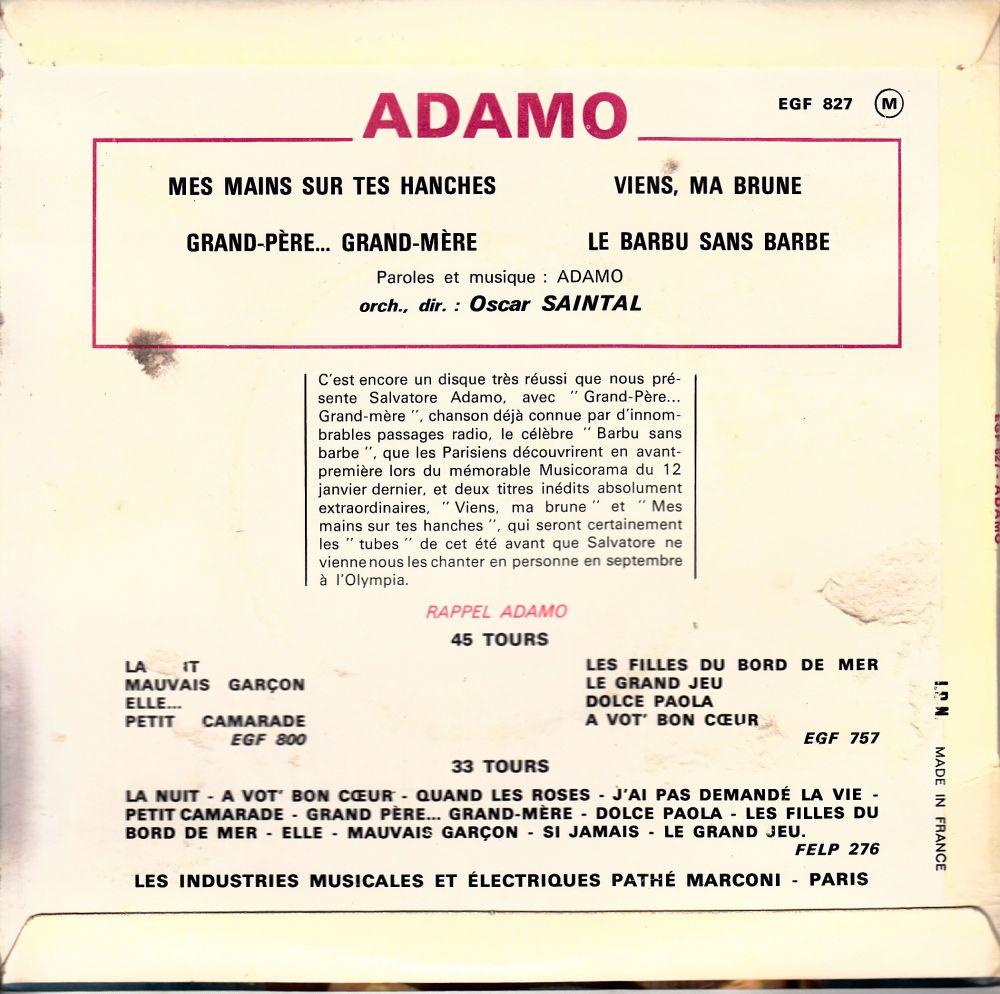 ADAMO
EGF 827 M
MES MAINS SUR TES HANCHES
VIENS, MA BRUNE
GRAND-PÈRE... GRAND-MÈRE
LE BARBU SANS BARBE
Paroles et musique : ADAMO
orch., dir. : Oscar SAINTAL
C'est encore un disque très réussi que nous pré-
sente Salvatore Adamo, avec " Grand-Père...
Grand-mère ", chanson déjà connue par d'innom-
brables passages radio, le célèbre " Barbu sans
barbe ", que les Parisiens découvrirent en avant-
première lors du mémorable Musicorama du 12
janvier dernier, et deux titres inédits absolument
extraordinaires, " Viens, ma brune " et " Mes
mains sur tes hanches ", qui seront certainement
les " tubes " de cet été avant que Salvatore ne
vienne nous les chanter en personne en septembre
à l'Olympia.
RAPPEL ADAMO
45 TOURS
LA
MAUVAIS GARÇON
ELLE...
PETIT CAMARADE
EGF 800
LES FILLES DU BORD DE MER
LE GRAND JEU
DOLCE PAOLA
A VOT' BON CŒUR
EGF 757
33 TOURS
LA NUIT - A VOT' BON CŒUR - QUAND LES ROSES - J'AI PAS DEMANDÉ LA VIE -
PETIT CAMARADE - GRAND PÈRE... GRAND-MÈRE - DOLCE PAOLA - LES FILLES DU
BORD DE MER - ELLE - MAUVAIS GARÇON - SI JAMAIS - LE GRAND JEU.
FELP 276
LES INDUSTRIES MUSICALES ET ÉLECTRIQUES PATHÉ MARCONI - PARIS
EGF 827 - ADAMO
MADE IN FRANCE